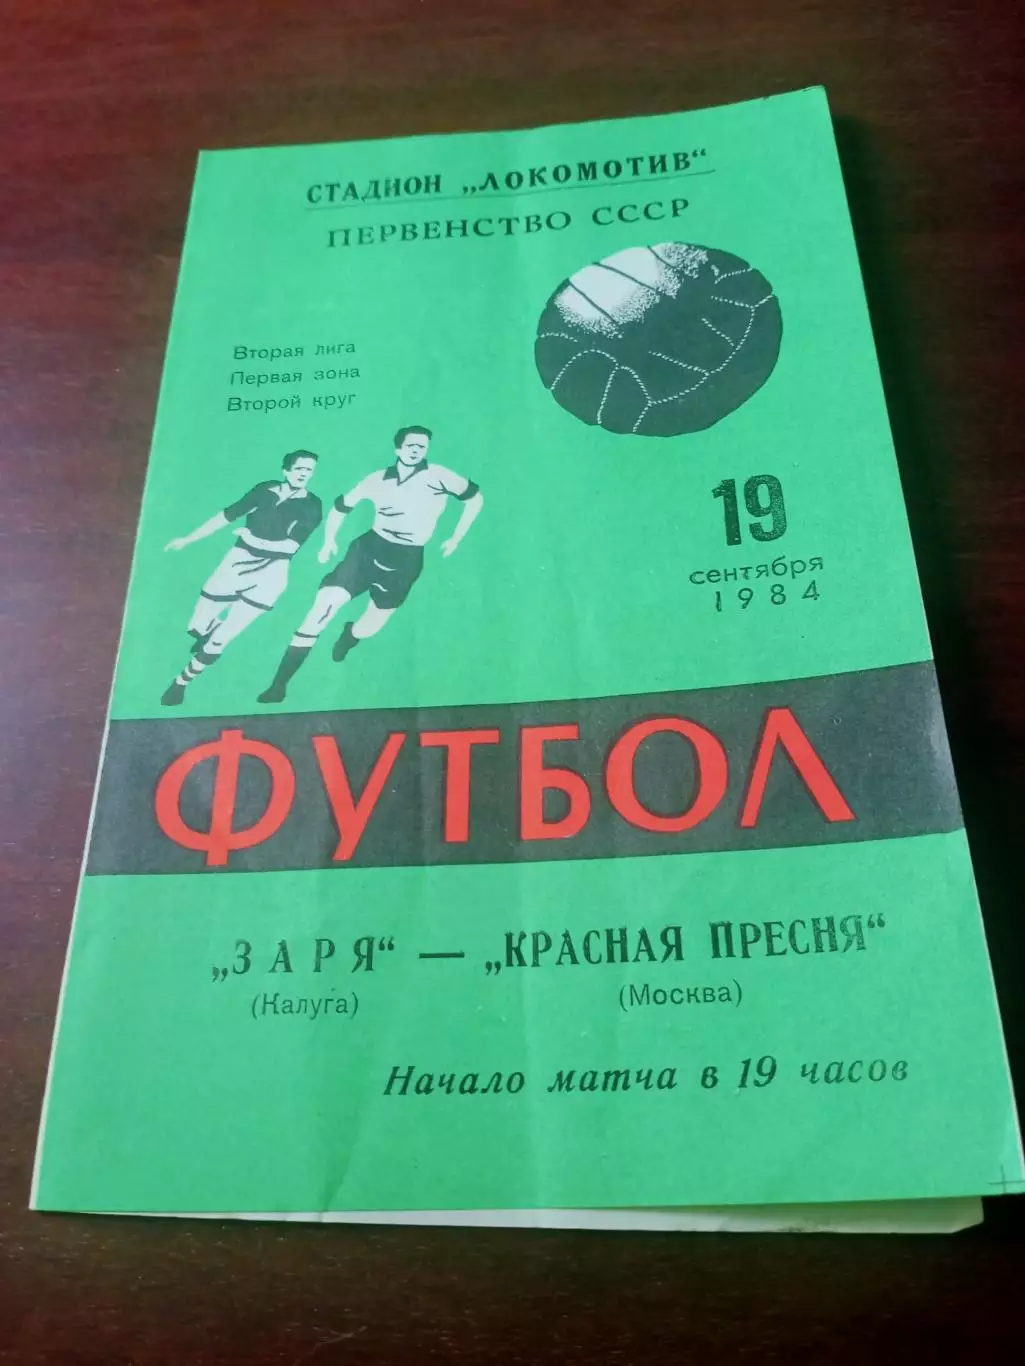 СТАДИОН „ЛОКОМОТИВ“
ПЕРВЕНСТВО СССР
Вторая лига
Первая зона
Второй круг
19
сентября
1984
ФУТБОЛ
„ЗАРЯ“ — „КРАСНАЯ ПРЕСНЯ“
(Калуга) (Москва)
Начало матча в 19 часов